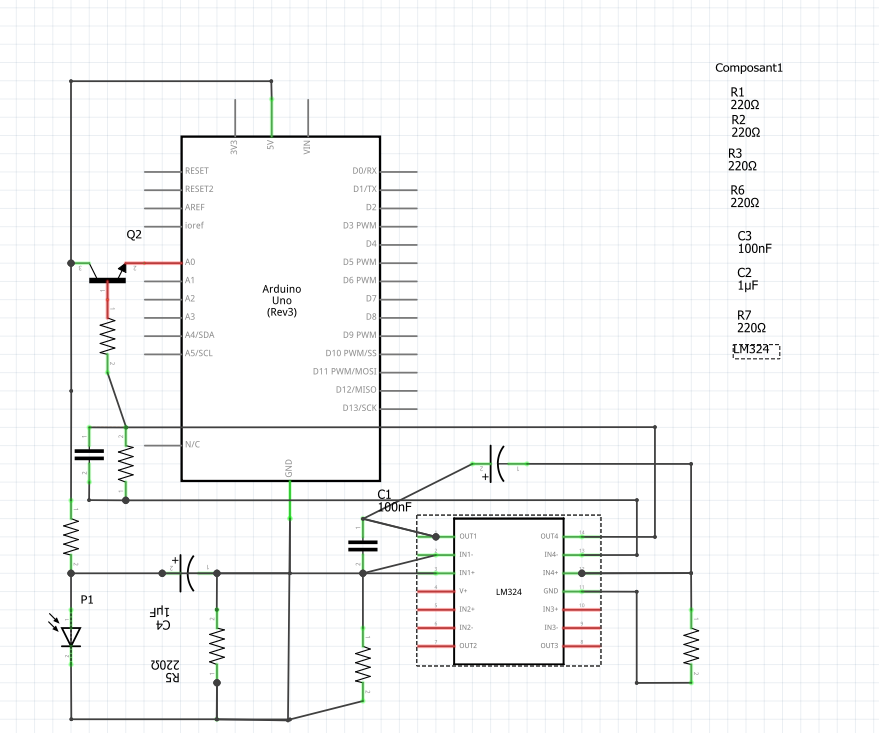 Composant1
R1
220Ω
R2
220Ω
R3
220Ω
R6
220Ω
C3
100nF
C2
1µF
R7
220Ω
LM324
3V3
5V
VIN
RESET
RESET2
AREF
ioref
A0
A1
A2
A3
A4/SDA
A5/SCL
N/C
D0/RX
D1/TX
D2
D3 PWM
D4
D5 PWM
D6 PWM
D7
D8
D9 PWM
D10 PWM/SS
D11 PWM/MOSI
D12/MISO
D13/SCK
Arduino
Uno
(Rev3)
GND
Q2
C1
100nF
OUT1
IN1-
IN1+
V+
IN2+
IN2-
OUT2
LM324
OUT4
IN4-
IN4+
GND
IN3+
IN3-
OUT3
P1
C4
1µF
R5
220Ω
+
+